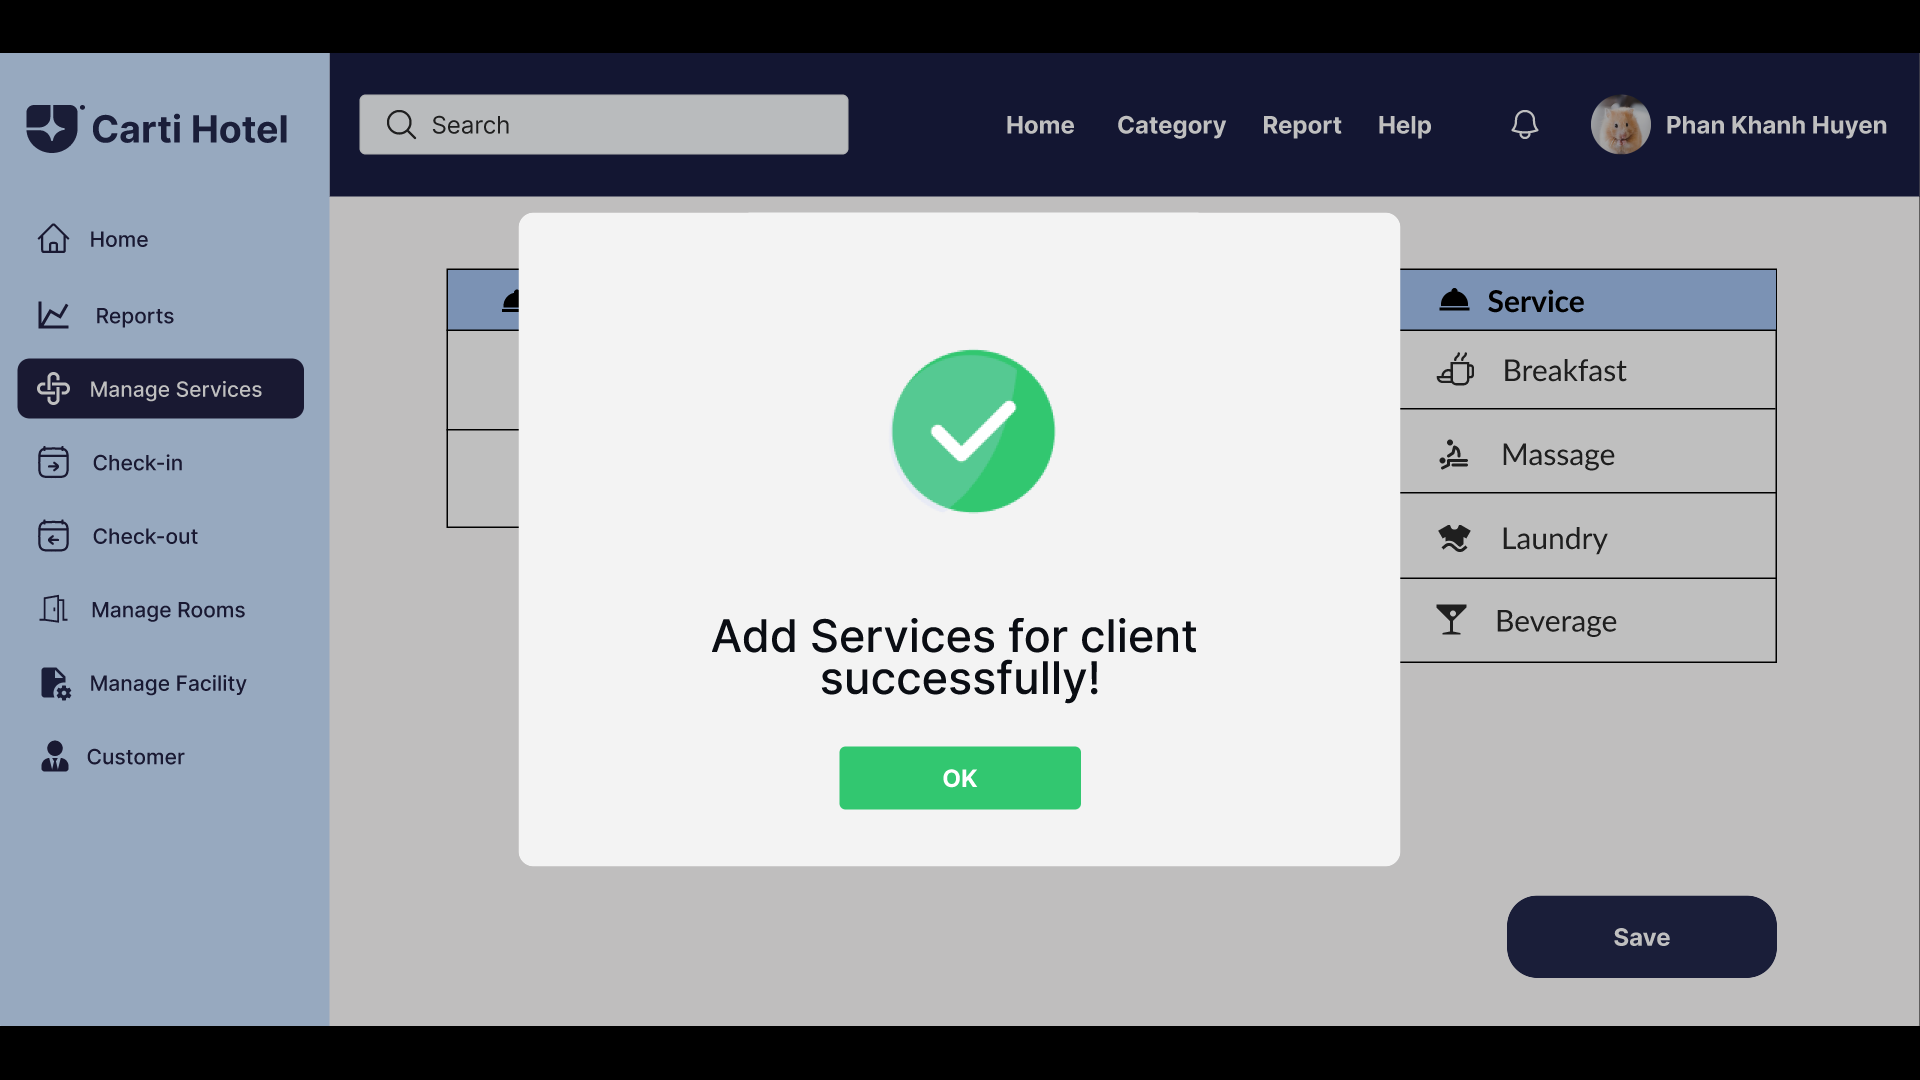 Carti Hotel
Search
Home
Category
Report
Help
Phan Khanh Huyen
Home
Reports
Manage Services
Check-in
Check-out
Manage Rooms
Manage Facility
Customer
Add Services for client
successfully!
OK
Service
Breakfast
Massage
Laundry
Beverage
Save